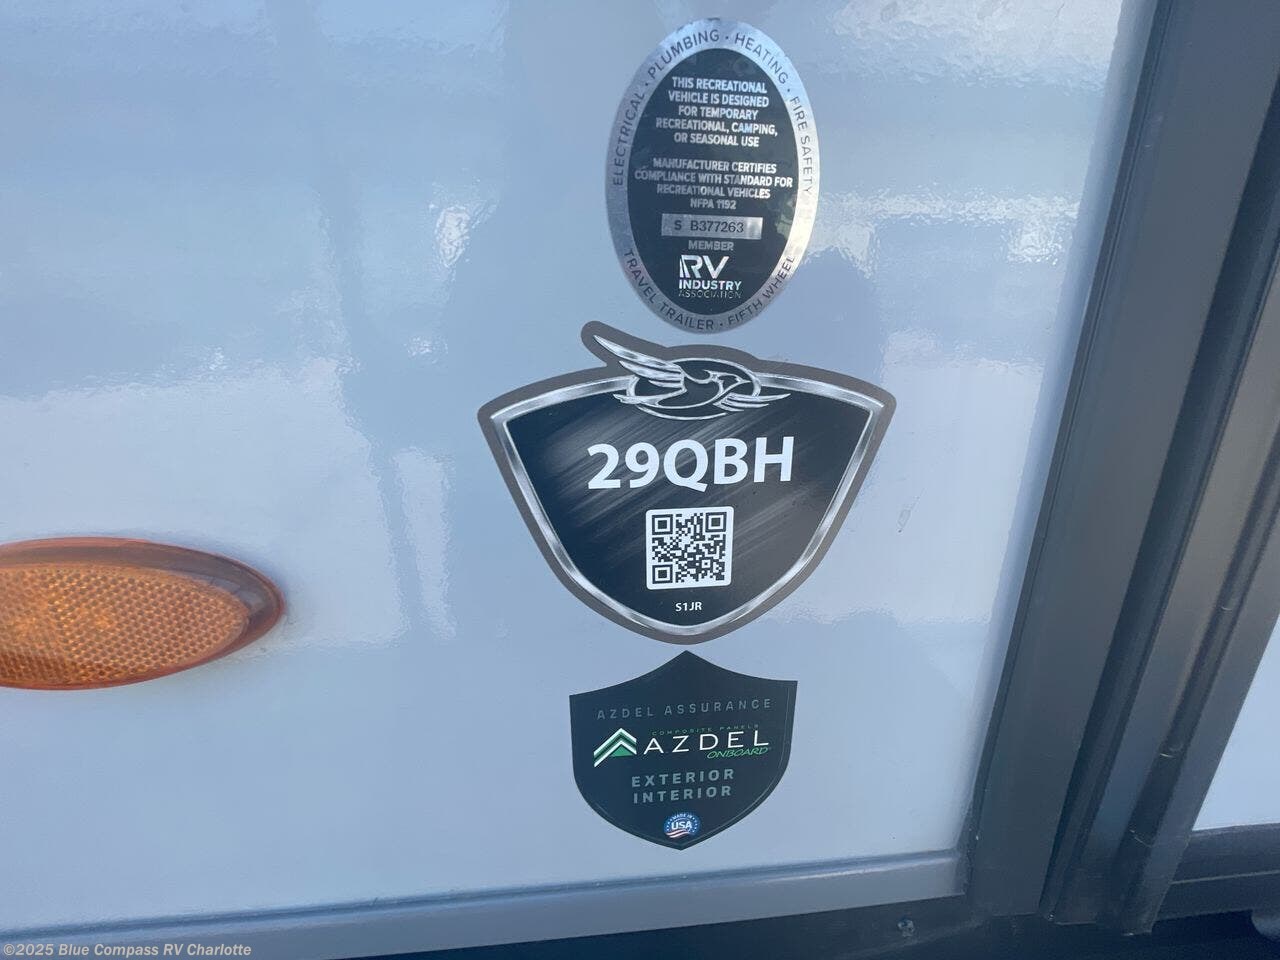 ELECTRICAL · PLUMBING · HEATING · FIRE SAFETY
THIS RECREATIONAL
VEHICLE IS DESIGNED
FOR TEMPORARY
RECREATIONAL, CAMPING,
OR SEASONAL USE
MANUFACTURER CERTIFIES
COMPLIANCE WITH STANDARD FOR
RECREATIONAL VEHICLES
NFPA 1192
S B377263
MEMBER
RV
INDUSTRY
ASSOCIATION
TRAVEL TRAILER · FIFTH WHEEL
29QBH
S1JR
AZDEL ASSURANCE
COMPOSITE PANELS
AZDEL
ONBOARD®
EXTERIOR
INTERIOR
MADE IN
USA
©2025 Blue Compass RV Charlotte